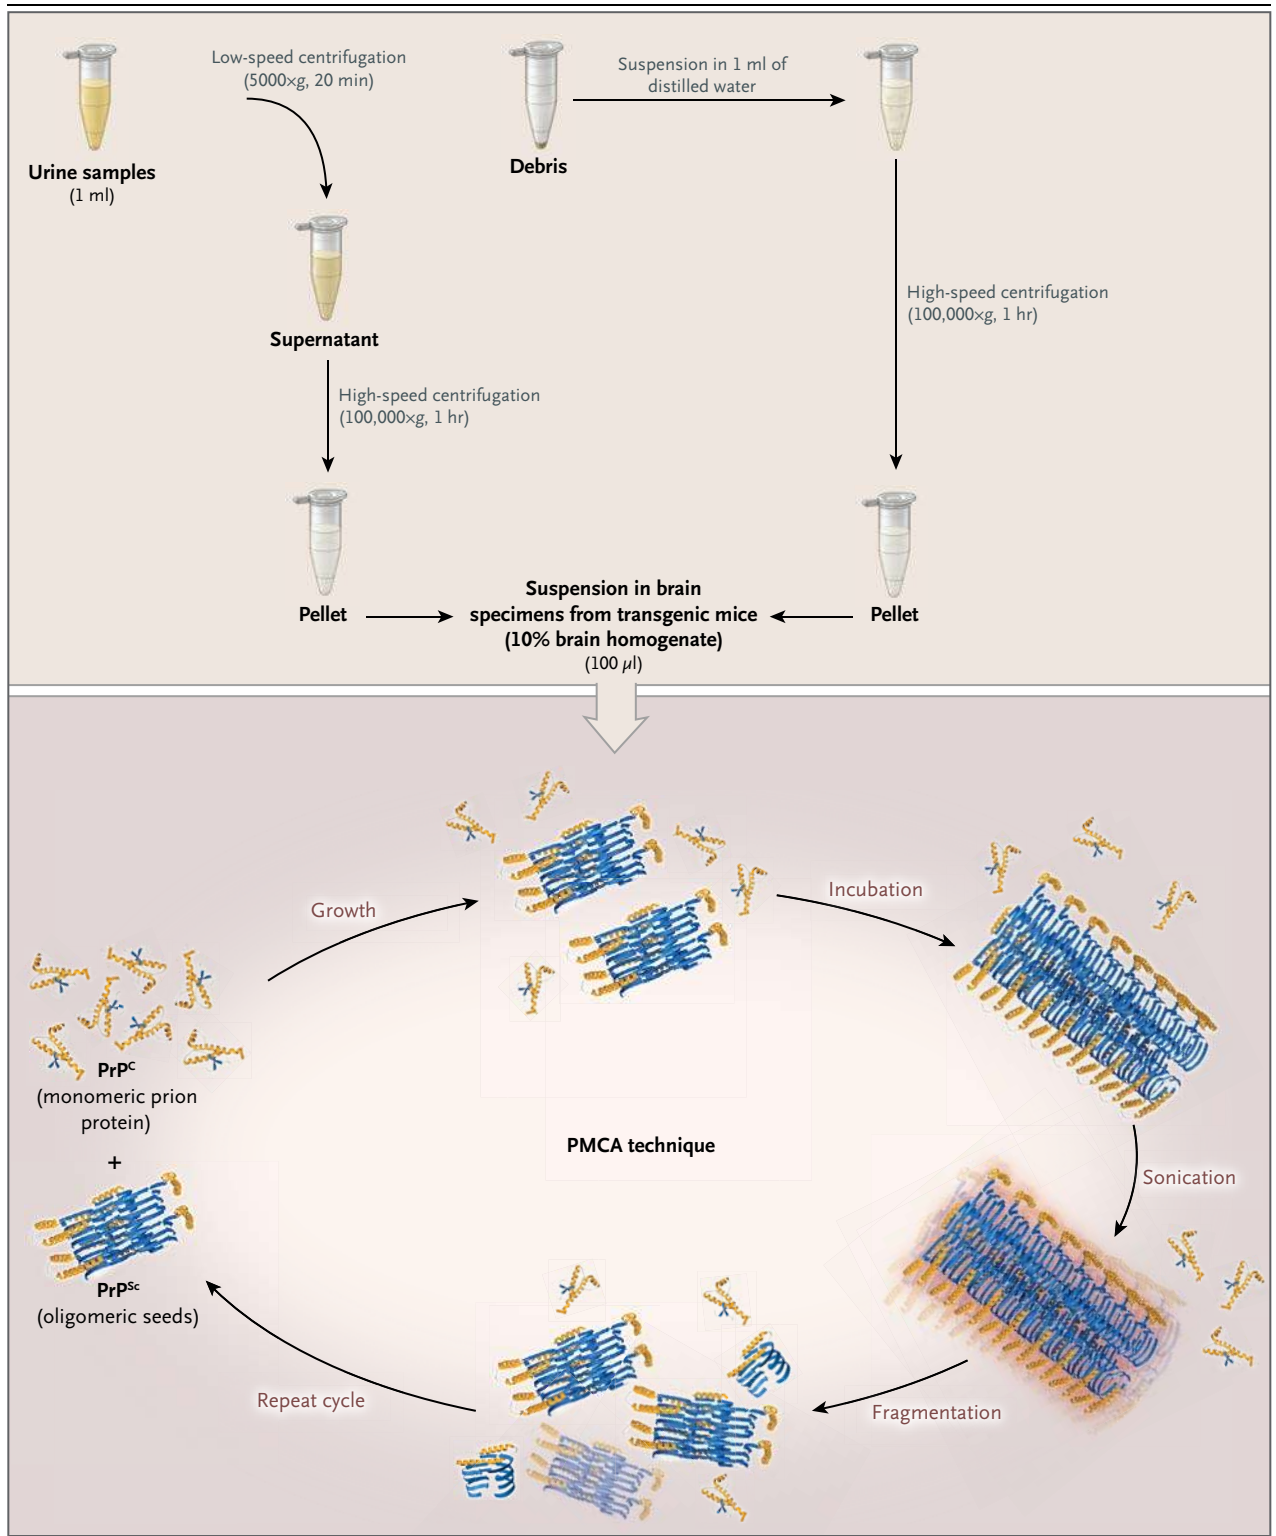 Low-speed centrifugation
(5000×g, 20 min)
Urine samples
(1 ml)
Supernatant
High-speed centrifugation
(100,000×g, 1 hr)
Pellet
Debris
Suspension in 1 ml of
distilled water
High-speed centrifugation
(100,000×g, 1 hr)
Pellet
Suspension in brain
specimens from transgenic mice
(10% brain homogenate)
(100 µl)
Growth
Incubation
PrPC
(monomeric prion
protein)
+
PrPSc
(oligomeric seeds)
PMCA technique
Sonication
Fragmentation
Repeat cycle